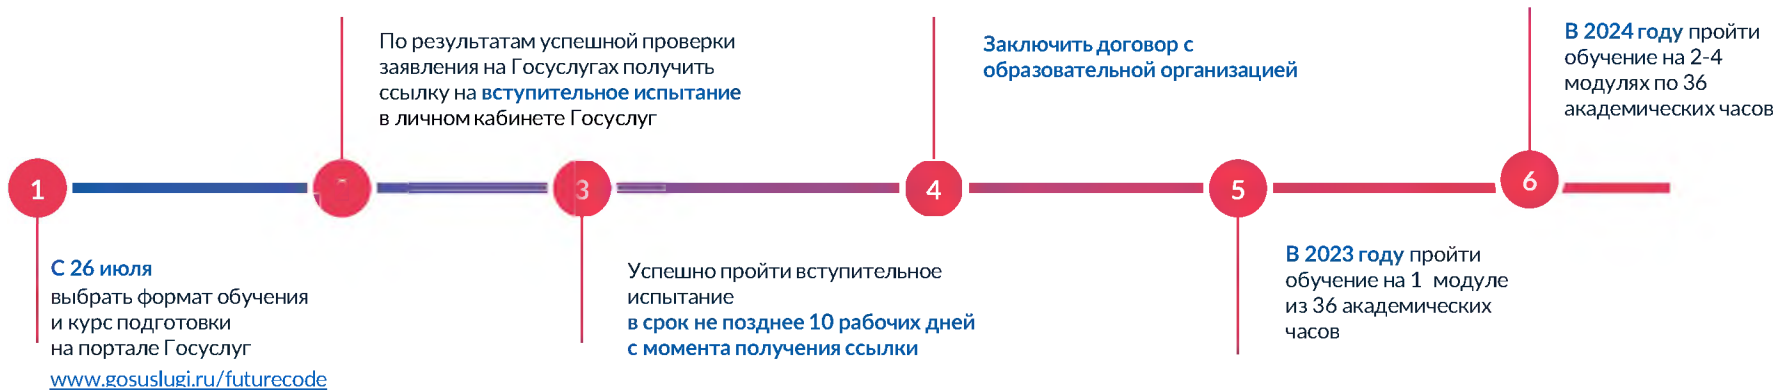 1
С 26 июля
выбрать формат обучения
и курс подготовки
на портале Госуслуг
www.gosuslugi.ru/futurecode
По результатам успешной проверки
заявления на Госуслугах получить
ссылку на вступительное испытание
в личном кабинете Госуслуг
3
Успешно пройти вступительное
испытание
в срок не позднее 10 рабочих дней
с момента получения ссылки
4
Заключить договор с
образовательной организацией
5
В 2023 году пройти
обучение на 1 модуле
из 36 академических
часов
6
В 2024 году пройти
обучение на 2-4
модулях по 36
академических часов